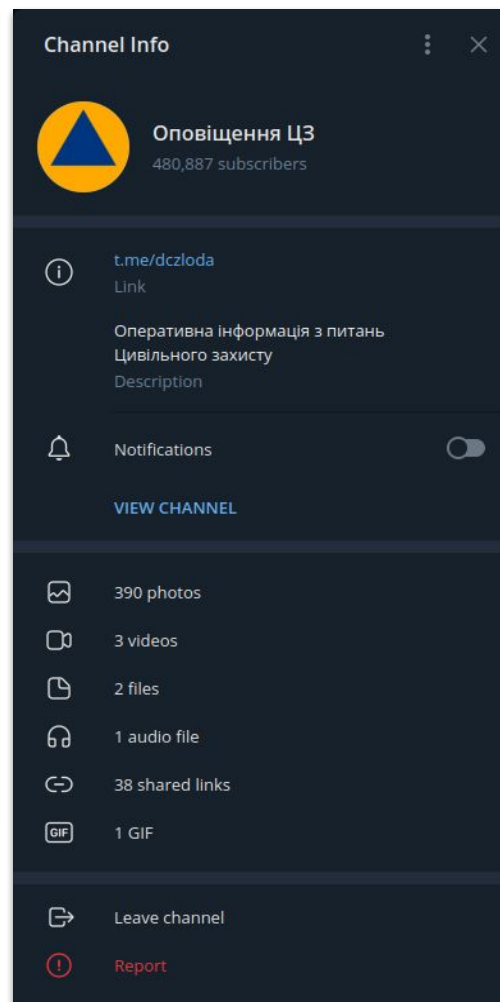 Channel Info
Оповіщення ЦЗ
480,887 subscribers
t.me/dczloda
Link
Оперативна інформація з питань
Цивільного захисту
Description
Notifications
VIEW CHANNEL
390 photos
3 videos
2 files
1 audio file
38 shared links
GIF 1 GIF
Leave channel
Report